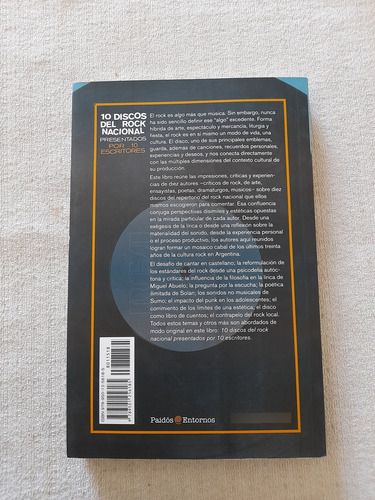 10 DISCOS
DEL ROCK
NACIONAL
PRESENTADOS
POR 10
ESCRITORES
El rock es algo más que música. Sin embargo, nunca
ha sido sencillo definir ese "algo" excedente. Forma
híbrida de arte, espectáculo y mercancía, liturgia y
fiesta, el rock es en sí mismo un modo de vida, una
cultura. El disco, uno de sus principales emblemas,
guarda, además de canciones, recuerdos personales,
experiencias y deseos, y nos conecta directamente
con las múltiples dimensiones del contexto cultural de
su producción.
Este libro reúne las impresiones, críticas y experien-
cias de diez autores –críticos de rock, de arte,
ensayistas, poetas, dramaturgos, músicos– sobre diez
discos del repertorio del rock nacional que ellos
mismos escogieron para comentar. Esa confluencia
conjuga perspectivas disímiles y estéticas opuestas
en la mirada particular de cada autor. Desde una
exégesis de la lírica o desde una reflexión sobre la
materialidad del sonido, desde la experiencia personal
o el proceso productivo, los autores aquí reunidos
logran formar un mosaico cabal de los últimos treinta
años de la cultura rock en Argentina.
El desafío de cantar en castellano; la reformulación de
los estándares del rock desde una psicodelia autóc-
tona y crítica; la influencia de la filosofía en la lírica de
Miguel Abuelo; la pregunta por la escucha; la poética
ilimitada de Solari; los sonidos no musicales de
Sumo; el impacto del punk en los adolescentes; el
corrimiento de los límites de una estética; el disco
como libro de cuentos; el contrapelo del rock local.
Todos estos temas y otros más son abordados de
modo original en este libro: 10 discos del rock
nacional presentados por 10 escritores.
8011518
Paidós Entornos